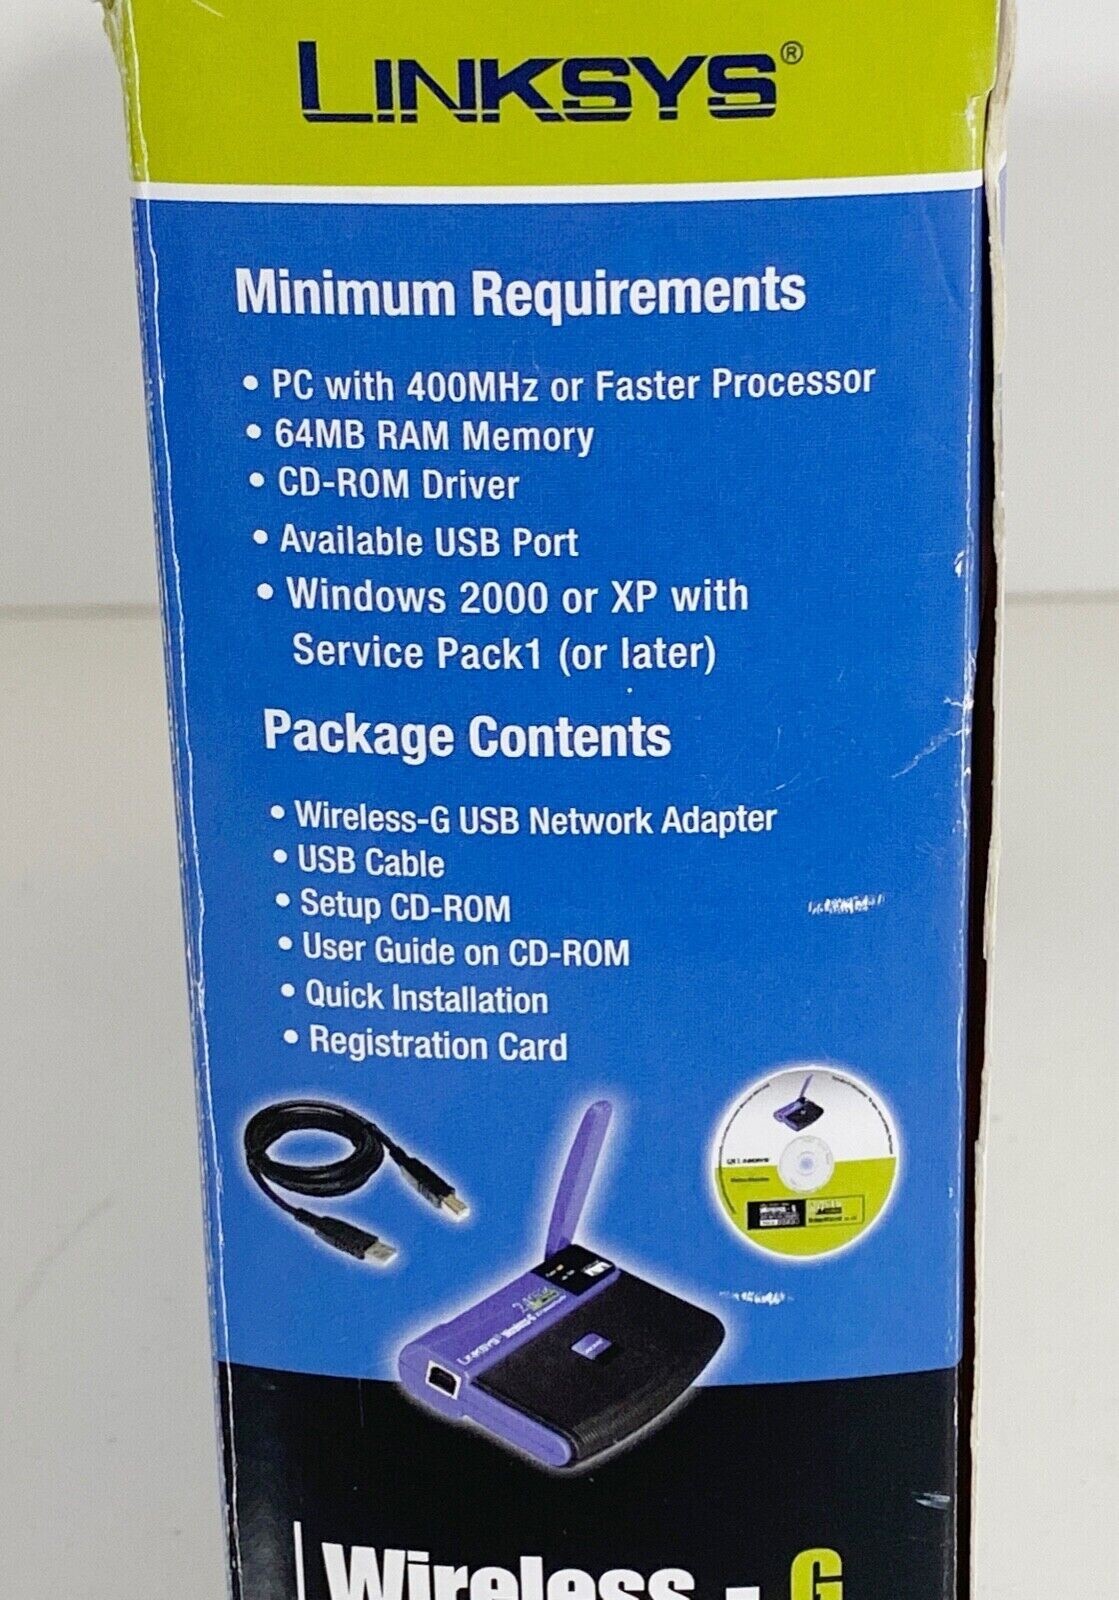 LINKSYS®
Minimum Requirements
• PC with 400MHz or Faster Processor
• 64MB RAM Memory
• CD-ROM Driver
• Available USB Port
• Windows 2000 or XP with
Service Pack1 (or later)
Package Contents
• Wireless-G USB Network Adapter
• USB Cable
• Setup CD-ROM
• User Guide on CD-ROM
• Quick Installation
• Registration Card
LINKSYS
LINKSYS® Wireless-G
Wireless - G